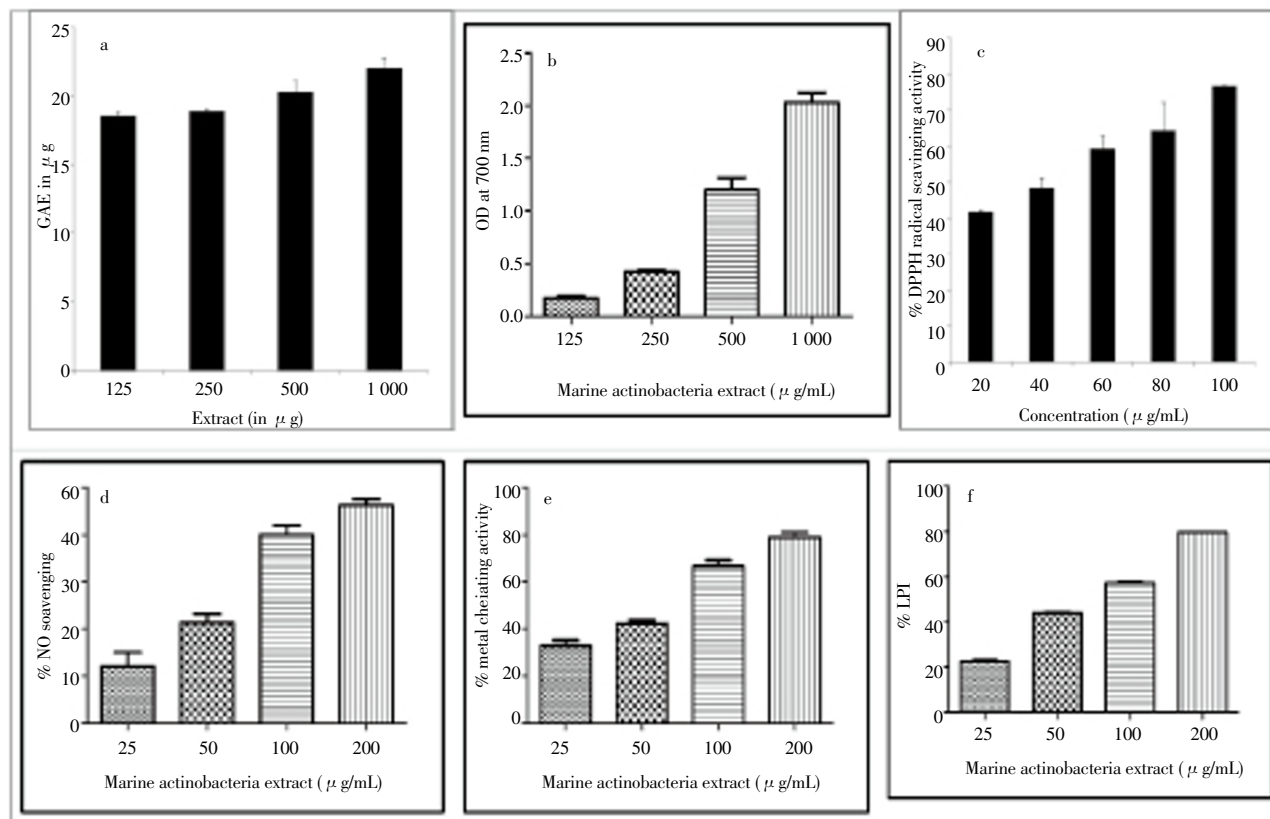 a
GAE in μ g
25
20
15
10
5
0
125 250 500 1 000
Extract (in μ g)
b
OD at 700 nm
2.5
2.0
1.5
1.0
0.5
0.0
125 250 500 1 000
Marine actinobacteria extract ( μ g/mL)
c
% DPPH radical scavinging activity
90
80
70
60
50
40
30
20
10
0
20 40 60 80 100
Concentration ( μ g/mL)
d
% NO soavenging
60
40
30
20
10
0
25 50 100 200
Marine actinobacteria extract ( μ g/mL)
e
% metal cheiating activity
100
80
60
40
20
0
25 50 100 200
Marine actinobacteria extract ( μ g/mL)
f
% LPI
100
80
60
40
20
0
25 50 100 200
Marine actinobacteria extract ( μ g/mL)